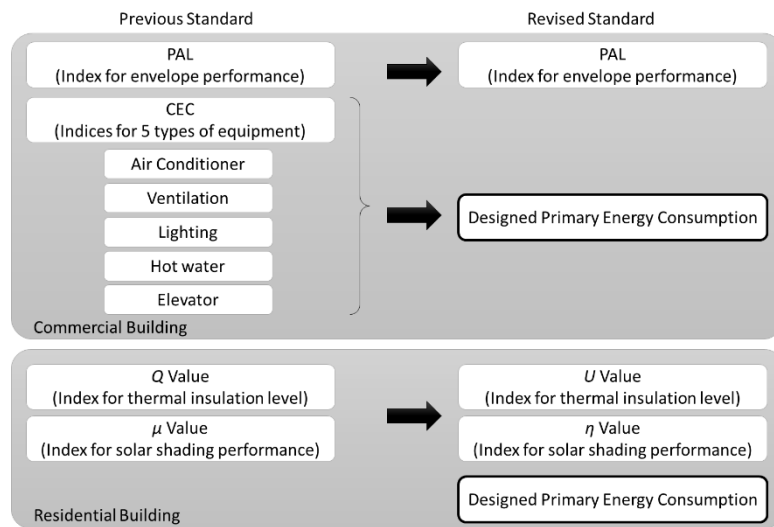 Previous Standard
Revised Standard
PAL
(Index for envelope performance)
PAL
(Index for envelope performance)
CEC
(Indices for 5 types of equipment)
Air Conditioner
Ventilation
Lighting
Hot water
Elevator
Designed Primary Energy Consumption
Commercial Building
Q Value
(Index for thermal insulation level)
U Value
(Index for thermal insulation level)
μ Value
(Index for solar shading performance)
η Value
(Index for solar shading performance)
Designed Primary Energy Consumption
Residential Building